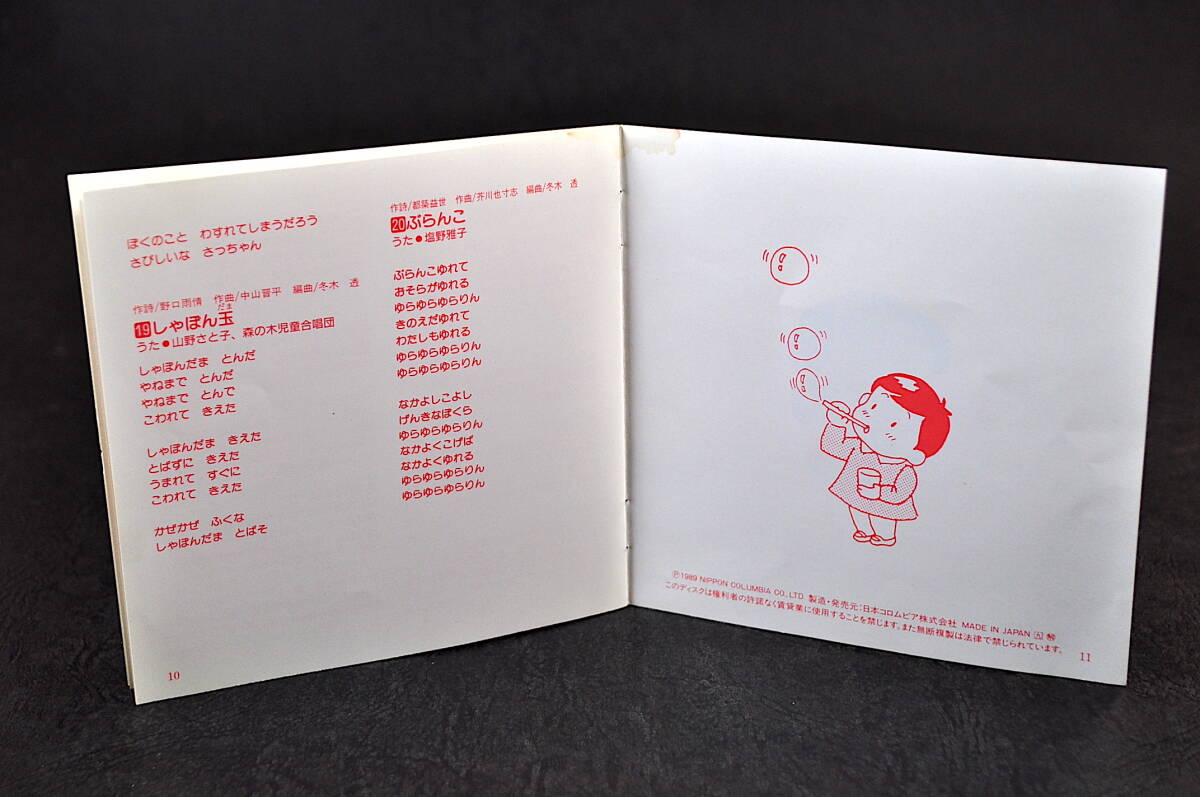 ぼくのこと　わすれてしまうだろう
さびしいな　さっちゃん
作詩/野口雨情　作曲/中山晋平　編曲/冬木　透
19 しゃぼん玉
だま
うた●山野さと子、森の木児童合唱団
しゃぼんだま　とんだ
やねまで　とんだ
やねまで　とんで
こわれて　きえた
しゃぼんだま　きえた
とばずに　きえた
うまれて　すぐに
こわれて　きえた
かぜかぜ　ふくな
しゃぼんだま　とばそ
10
作詩/都築益世　作曲/芥川也寸志　編曲/冬木　透
20 ぶらんこ
うた●塩野雅子
ぶらんこゆれて
おそらがゆれる
ゆらゆらゆらりん
きのえだゆれて
わたしもゆれる
ゆらゆらゆらりん
ゆらゆらゆらりん
なかよしこよし
げんきなぼくら
ゆらゆらゆらりん
なかよくこげば
なかよくゆれる
ゆらゆらゆらりん
ゆらゆらゆらりん
Ⓟ1989 NIPPON COLUMBIA CO., LTD. 製造・発売元：日本コロムビア株式会社 MADE IN JAPAN
このディスクは権利者の許諾なく賃貸業に使用することを禁じます。また無断複製は法律で禁じられています。
11